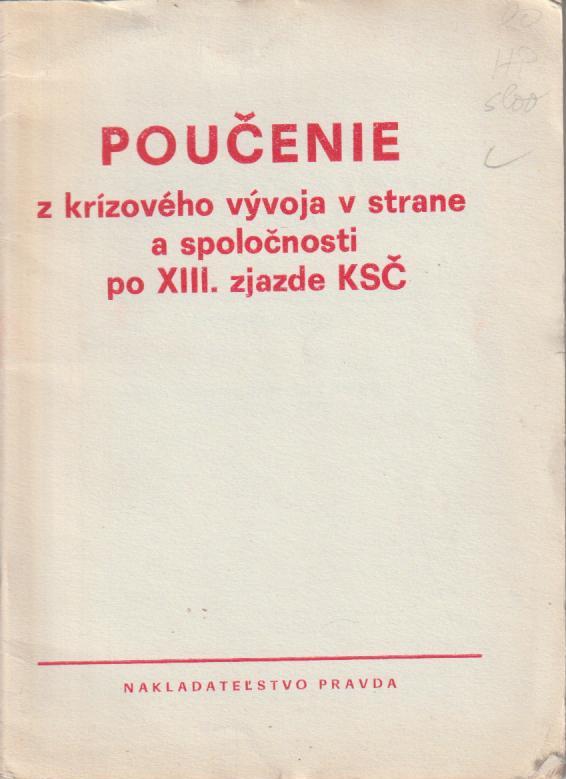 POUČENIE
z krízového vývoja v strane
a spoločnosti
po XIII. zjazde KSČ
NAKLADATEĽSTVO PRAVDA